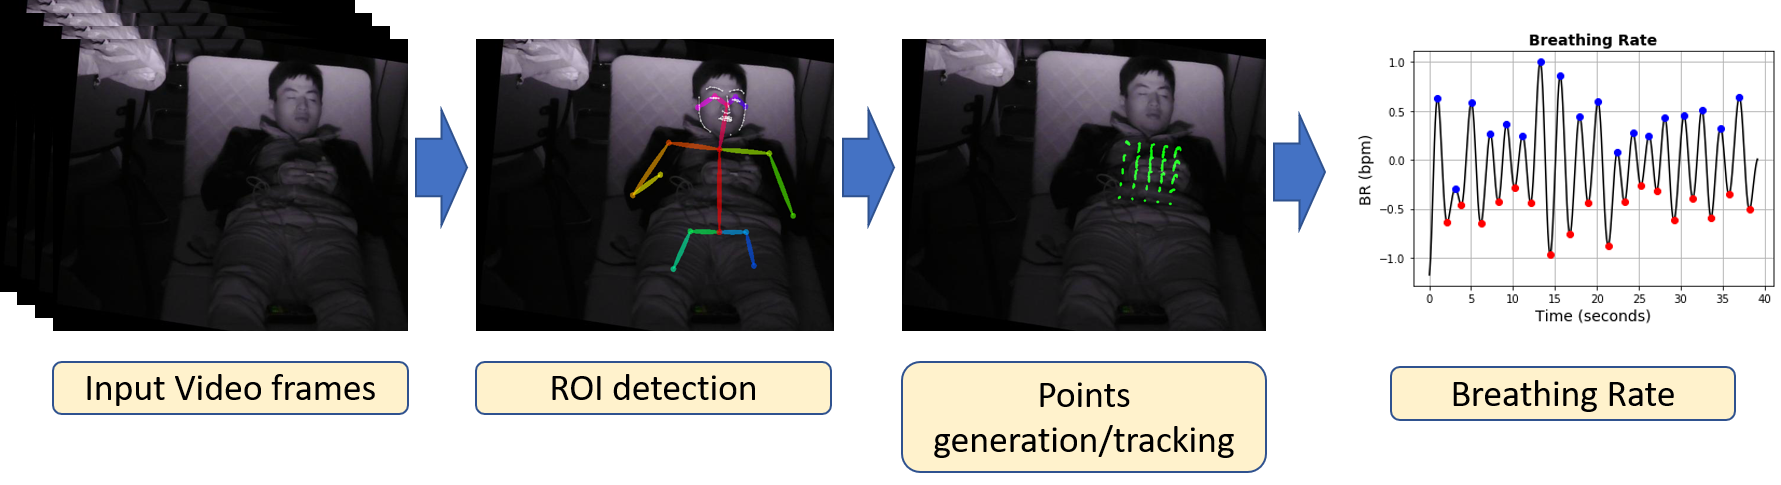 Breathing Rate
BR (bpm)
1.0
0.5
0.0
−0.5
−1.0
0
5
10
15
20
25
30
35
40
Time (seconds)
Input Video frames
ROI detection
Points
generation/tracking
Breathing Rate